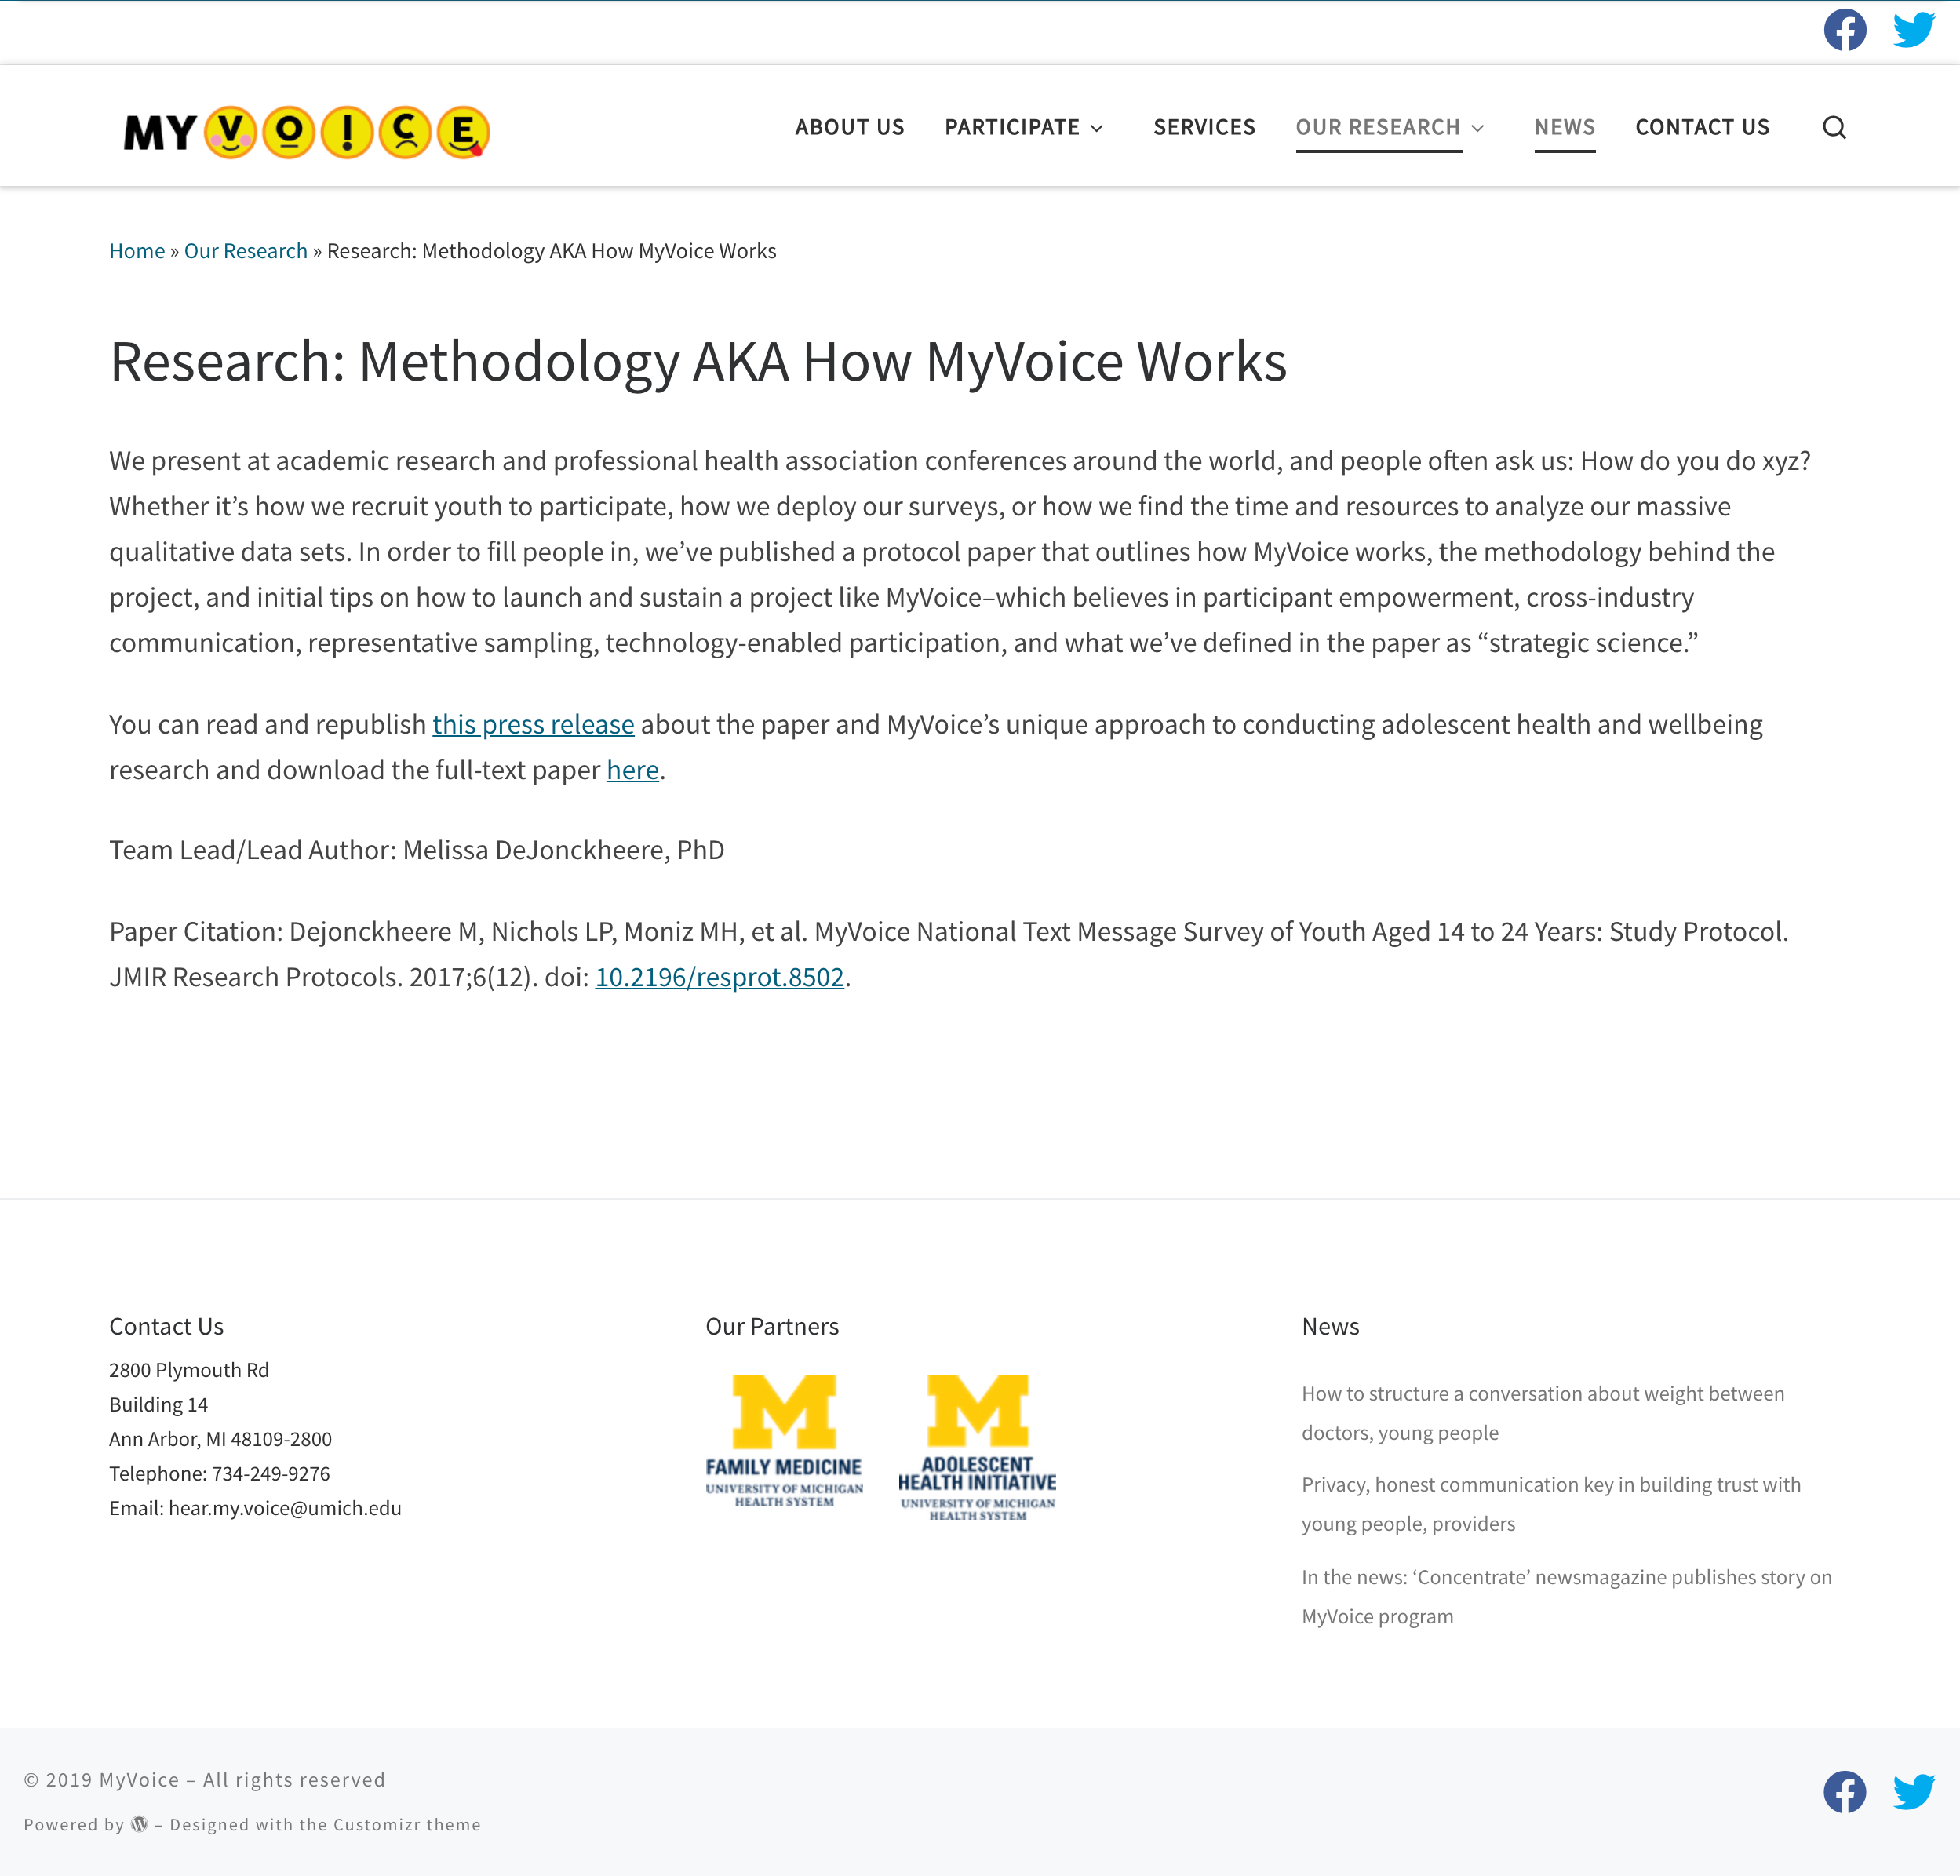 MYVO!CE
ABOUT US PARTICIPATE SERVICES OUR RESEARCH NEWS CONTACT US
Home » Our Research » Research: Methodology AKA How MyVoice Works
Research: Methodology AKA How MyVoice Works
We present at academic research and professional health association conferences around the world, and people often ask us: How do you do xyz?
Whether it’s how we recruit youth to participate, how we deploy our surveys, or how we find the time and resources to analyze our massive
qualitative data sets. In order to fill people in, we’ve published a protocol paper that outlines how MyVoice works, the methodology behind the
project, and initial tips on how to launch and sustain a project like MyVoice–which believes in participant empowerment, cross-industry
communication, representative sampling, technology-enabled participation, and what we’ve defined in the paper as “strategic science.”
You can read and republish this press release about the paper and MyVoice’s unique approach to conducting adolescent health and wellbeing
research and download the full-text paper here.
Team Lead/Lead Author: Melissa DeJonckheere, PhD
Paper Citation: Dejonckheere M, Nichols LP, Moniz MH, et al. MyVoice National Text Message Survey of Youth Aged 14 to 24 Years: Study Protocol.
JMIR Research Protocols. 2017;6(12). doi: 10.2196/resprot.8502.
Contact Us
2800 Plymouth Rd
Building 14
Ann Arbor, MI 48109-2800
Telephone: 734-249-9276
Email: hear.my.voice@umich.edu
Our Partners
M
FAMILY MEDICINE
UNIVERSITY OF MICHIGAN
HEALTH SYSTEM
M
ADOLESCENT
HEALTH INITIATIVE
UNIVERSITY OF MICHIGAN
HEALTH SYSTEM
News
How to structure a conversation about weight between
doctors, young people
Privacy, honest communication key in building trust with
young people, providers
In the news: ‘Concentrate’ newsmagazine publishes story on
MyVoice program
© 2019 MyVoice – All rights reserved
Powered by – Designed with the Customizr theme